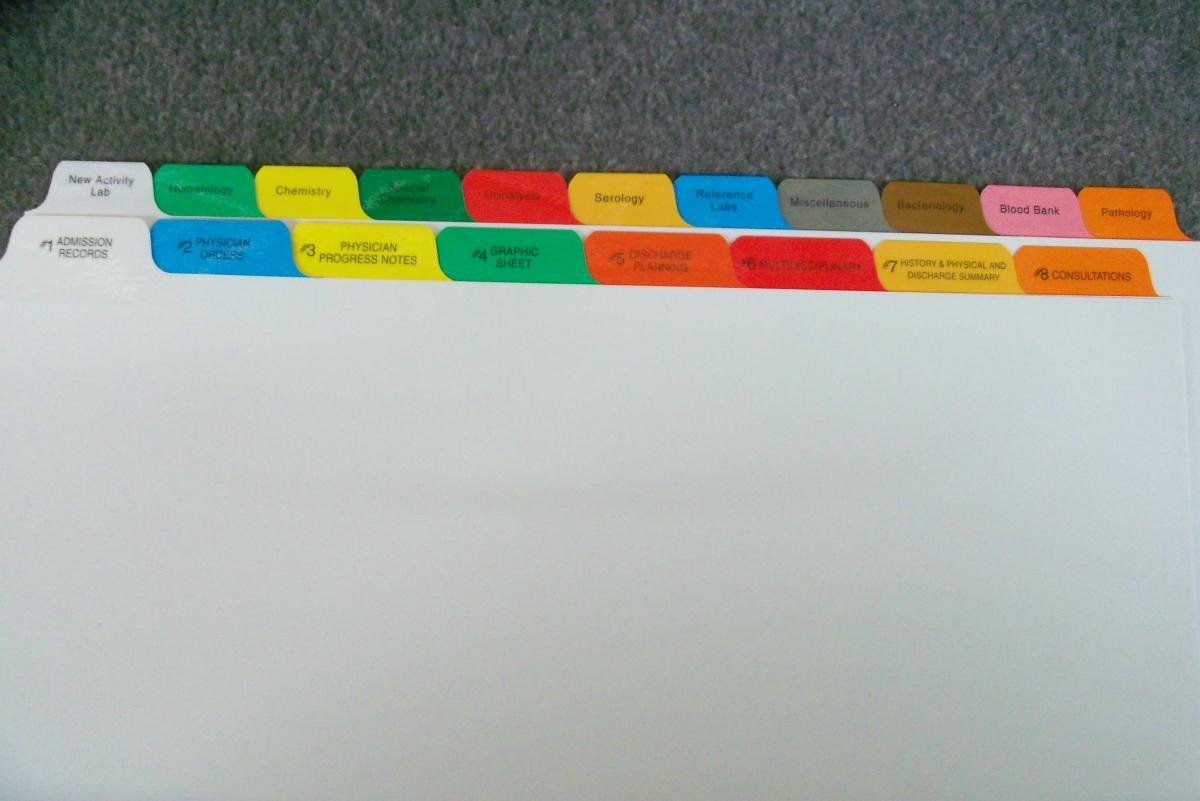 New Activity
Lab
Hematology
Chemistry
Special
Chemistry
Urinalysis
Serology
Reference
Labs
Miscellaneous
Bacteriology
Blood Bank
Pathology
#1 ADMISSION
RECORDS
#2 PHYSICIAN
ORDERS
#3 PHYSICIAN
PROGRESS NOTES
#4 GRAPHIC
SHEET
#5 DISCHARGE
PLANNING
#6 MULTIDISCIPLINARY
#7 HISTORY & PHYSICAL AND
DISCHARGE SUMMARY
#8 CONSULTATIONS